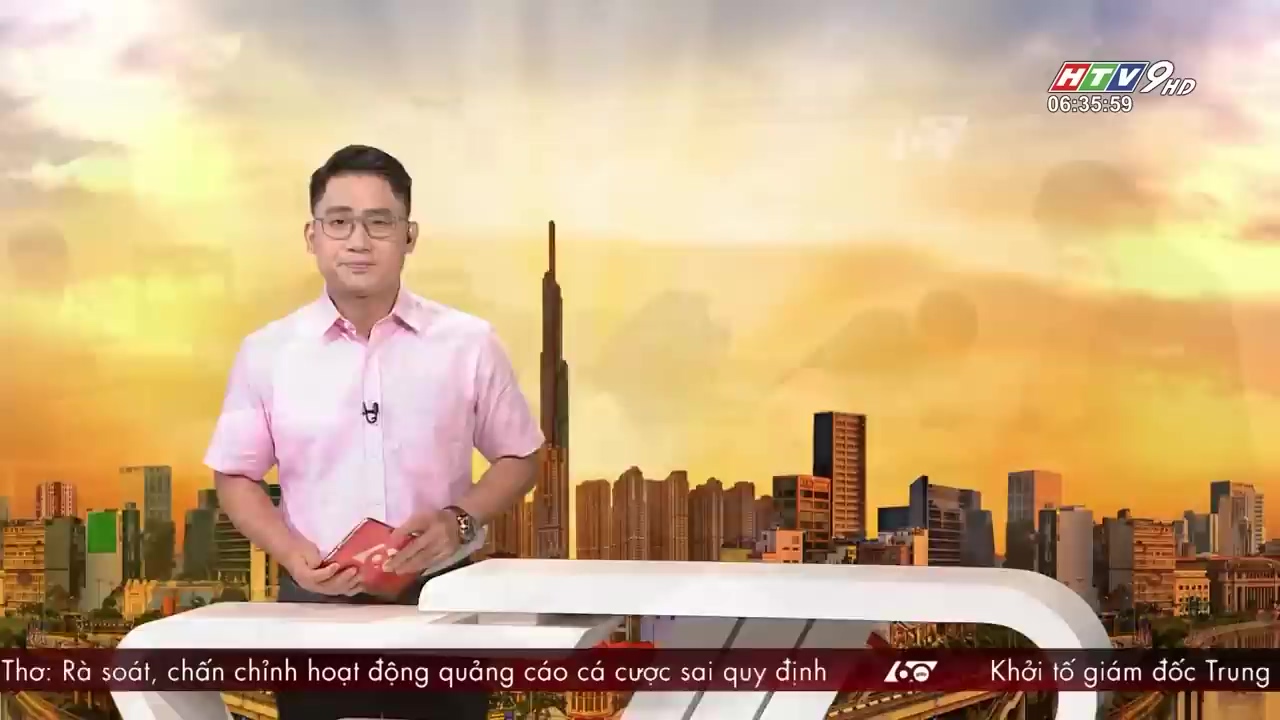 HTV9HD
06:35:59
Thơ: Rà soát, chấn chỉnh hoạt động quảng cáo cá cược sai quy định 60 Khởi tố giám đốc Trung